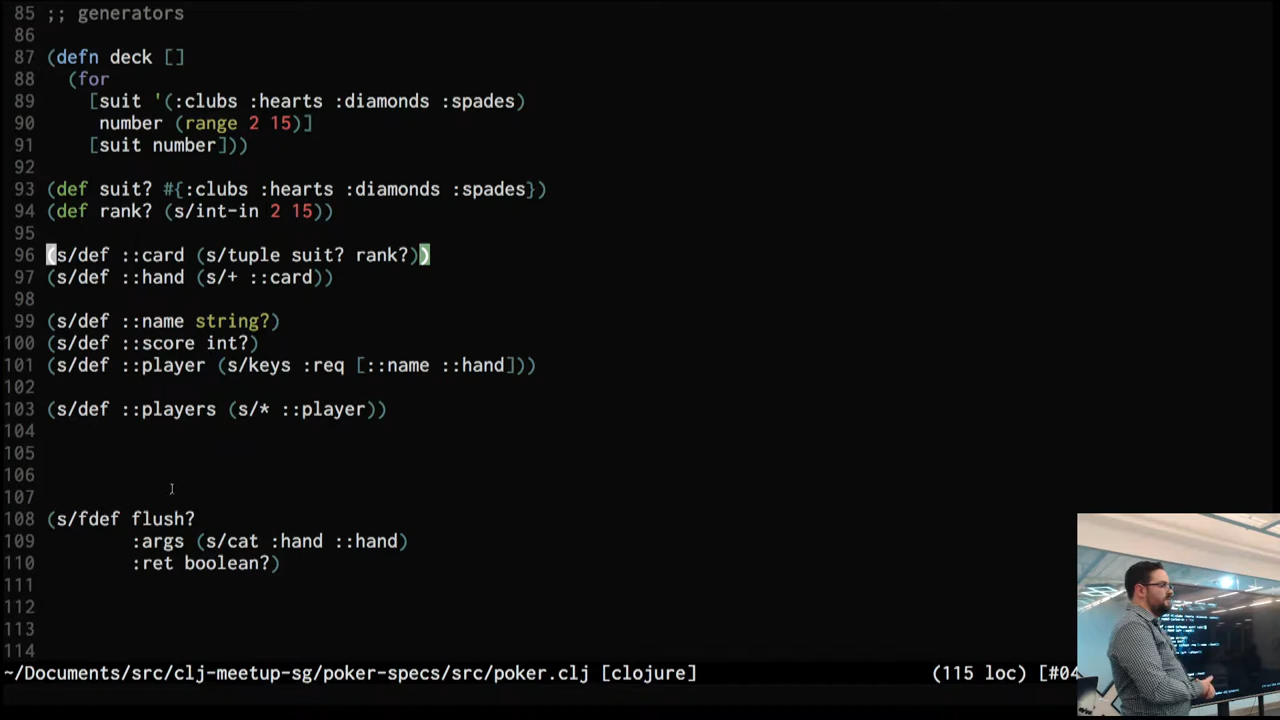 85 ;; generators
86
87 (defn deck []
88   (for
89     [suit '(:clubs :hearts :diamonds :spades)
90      number (range 2 15)]
91     [suit number]))
92
93 (def suit? #{:clubs :hearts :diamonds :spades})
94 (def rank? (s/int-in 2 15))
95
96 (s/def ::card (s/tuple suit? rank?))
97 (s/def ::hand (s/+ ::card))
98
99 (s/def ::name string?)
100 (s/def ::score int?)
101 (s/def ::player (s/keys :req [::name ::hand]))
102
103 (s/def ::players (s/* ::player))
104
105
106
107
108 (s/fdef flush?
109         :args (s/cat :hand ::hand)
110         :ret boolean?)
111
112
113
114
~/Documents/src/clj-meetup-sg/poker-specs/src/poker.clj [clojure] (115 loc) [#04